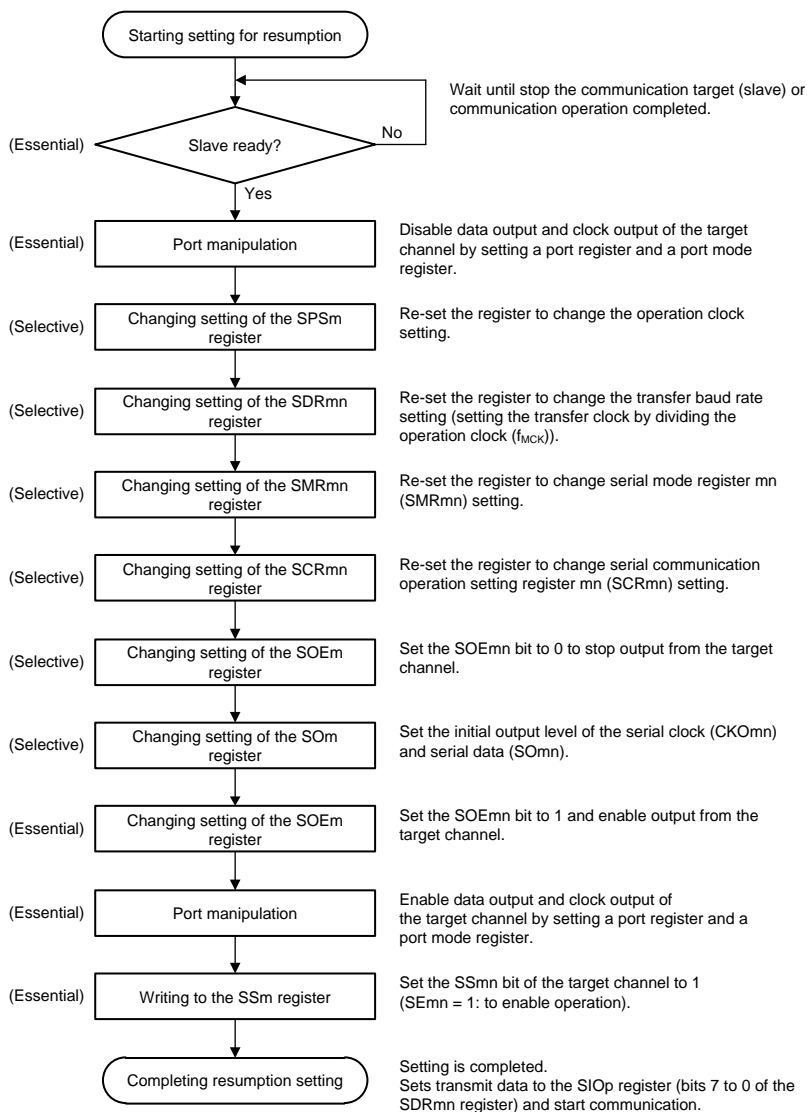 Starting setting for resumption
Wait until stop the communication target (slave) or
communication operation completed.
No
(Essential)
Slave ready?
Yes
(Essential)
Port manipulation
Disable data output and clock output of the target
channel by setting a port register and a port mode
register.
(Selective)
Changing setting of the SPSm
register
Re-set the register to change the operation clock
setting.
(Selective)
Changing setting of the SDRmn
register
Re-set the register to change the transfer baud rate
setting (setting the transfer clock by dividing the
operation clock (fMCK)).
(Selective)
Changing setting of the SMRmn
register
Re-set the register to change serial mode register mn
(SMRmn) setting.
(Selective)
Changing setting of the SCRmn
register
Re-set the register to change serial communication
operation setting register mn (SCRmn) setting.
(Selective)
Changing setting of the SOEm
register
Set the SOEmn bit to 0 to stop output from the target
channel.
(Selective)
Changing setting of the SOm
register
Set the initial output level of the serial clock (CKOmn)
and serial data (SOmn).
(Essential)
Changing setting of the SOEm
register
Set the SOEmn bit to 1 and enable output from the
target channel.
(Essential)
Port manipulation
Enable data output and clock output of
the target channel by setting a port register and a
port mode register.
(Essential)
Writing to the SSm register
Set the SSmn bit of the target channel to 1
(SEmn = 1: to enable operation).
Completing resumption setting
Setting is completed.
Sets transmit data to the SIOp register (bits 7 to 0 of the
SDRmn register) and start communication.